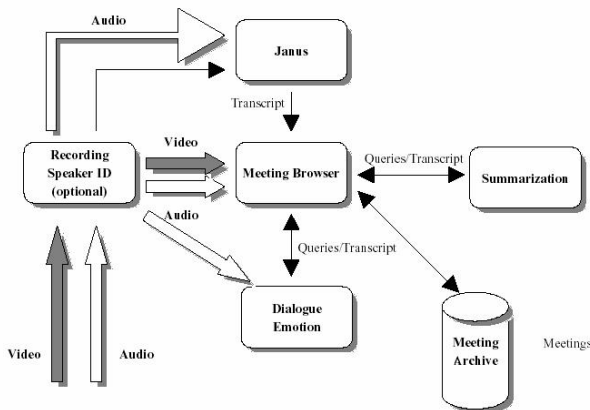 Audio
Janus
Transcript
Recording
Speaker ID
(optional)
Video
Meeting Browser
Queries/Transcript
Summarization
Audio
Queries/Transcript
Dialogue
Emotion
Meeting
Archive
Meetings
Video
Audio